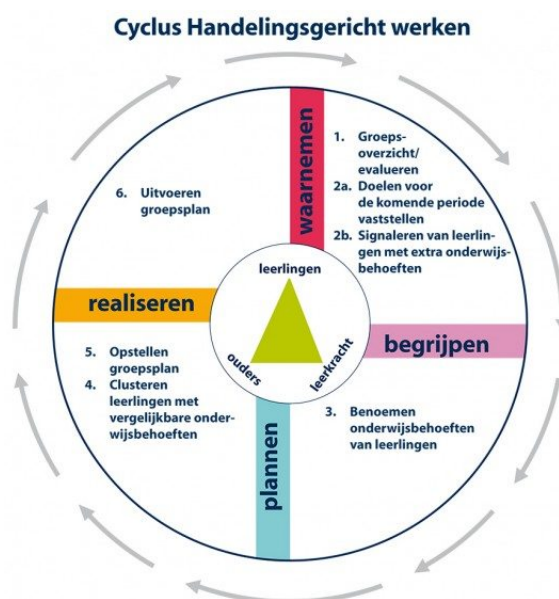 Cyclus Handelingsgericht werken
waarnemen
1. Groeps-
overzicht/
evalueren
2a. Doelen voor
de komende periode
vaststellen
2b. Signaleren van leerlin-
gen met extra onderwijs-
behoeften
begrijpen
3. Benoemen
onderwijsbehoeften
van leerlingen
plannen
5. Opstellen
groepsplan
4. Clusteren
leerlingen met
vergelijkbare onder-
wijsbehoeften
realiseren
6. Uitvoeren
groepsplan
leerlingen
ouders
leerkracht